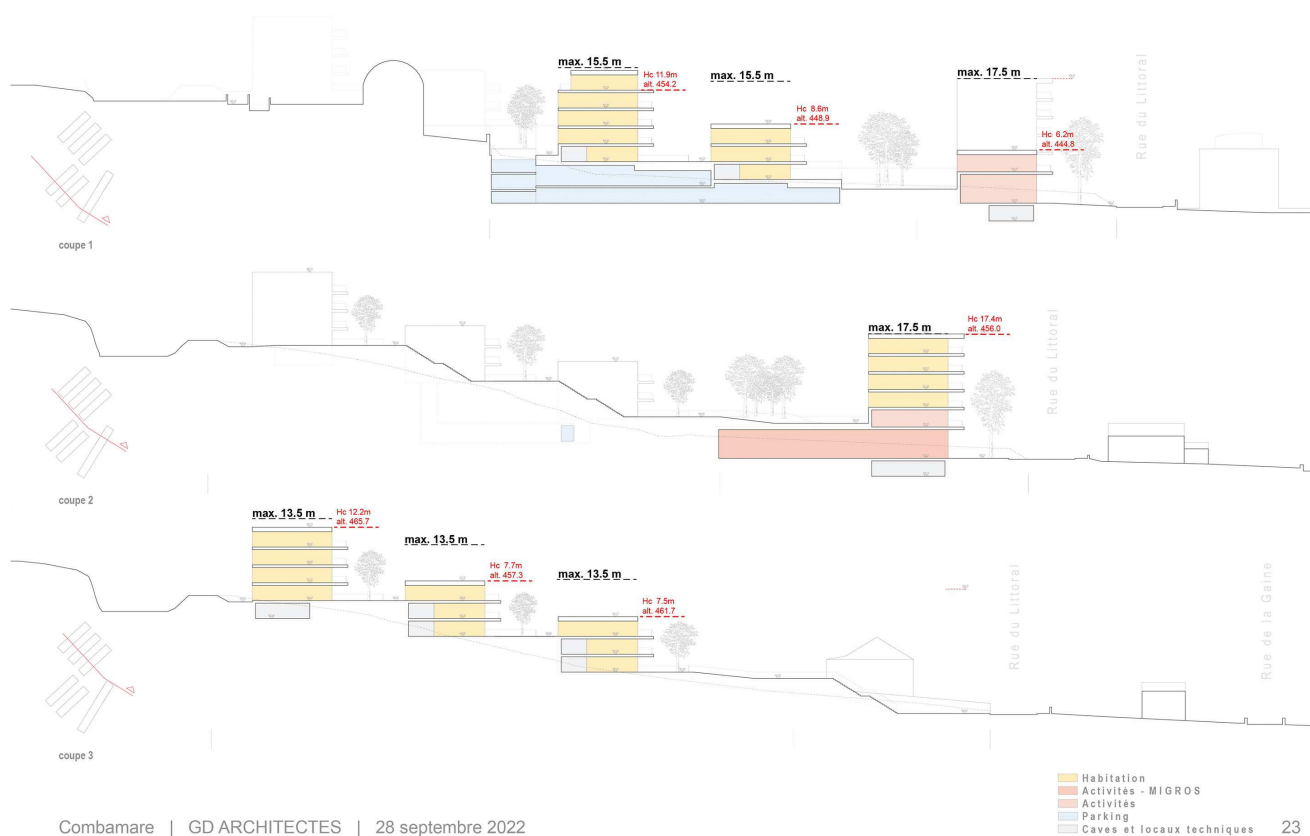 max. 15.5 m
Hc 11.9m
alt. 454.2
max. 15.5 m
Hc 8.6m
alt. 448.9
max. 17.5 m
Hc 6.2m
alt. 444.8
Rue du Littoral
coupe 1
max. 17.5 m
Hc 17.4m
alt. 456.0
Rue du Littoral
coupe 2
max. 13.5 m
Hc 12.2m
alt. 465.7
max. 13.5 m
Hc 7.7m
alt. 457.3
max. 13.5 m
Hc 7.5m
alt. 461.7
Rue du Littoral
Rue de la Gaine
coupe 3
Habitation
Activités - MIGROS
Activités
Parking
Caves et locaux techniques
Combamare | GD ARCHITECTES | 28 septembre 2022
23